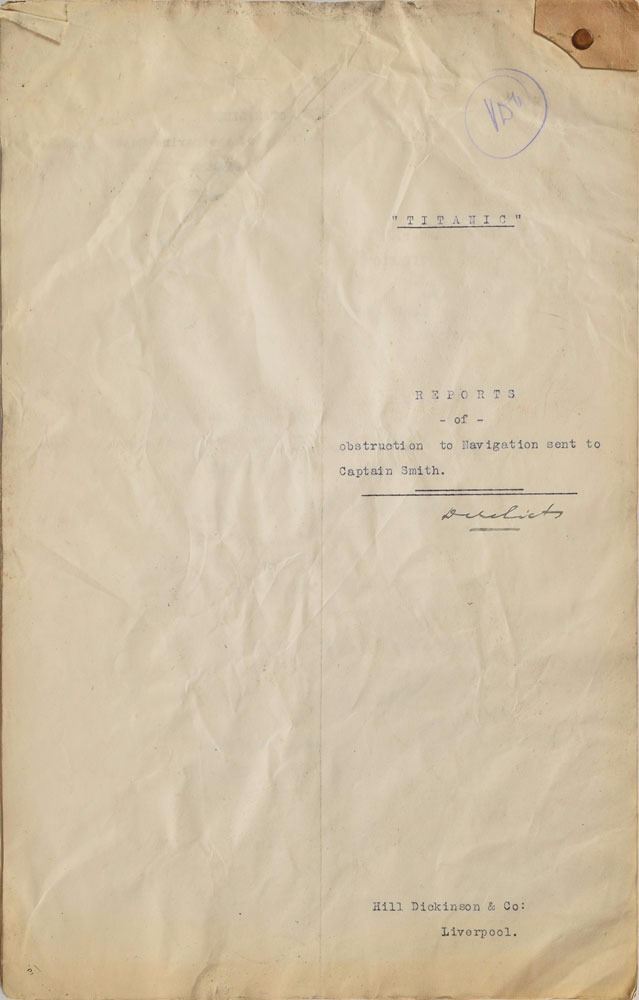 "TITANIC"
REPORTS
- of -
obstruction to Navigation sent to
Captain Smith.
Derelicts
Hill Dickinson & Co:
Liverpool.